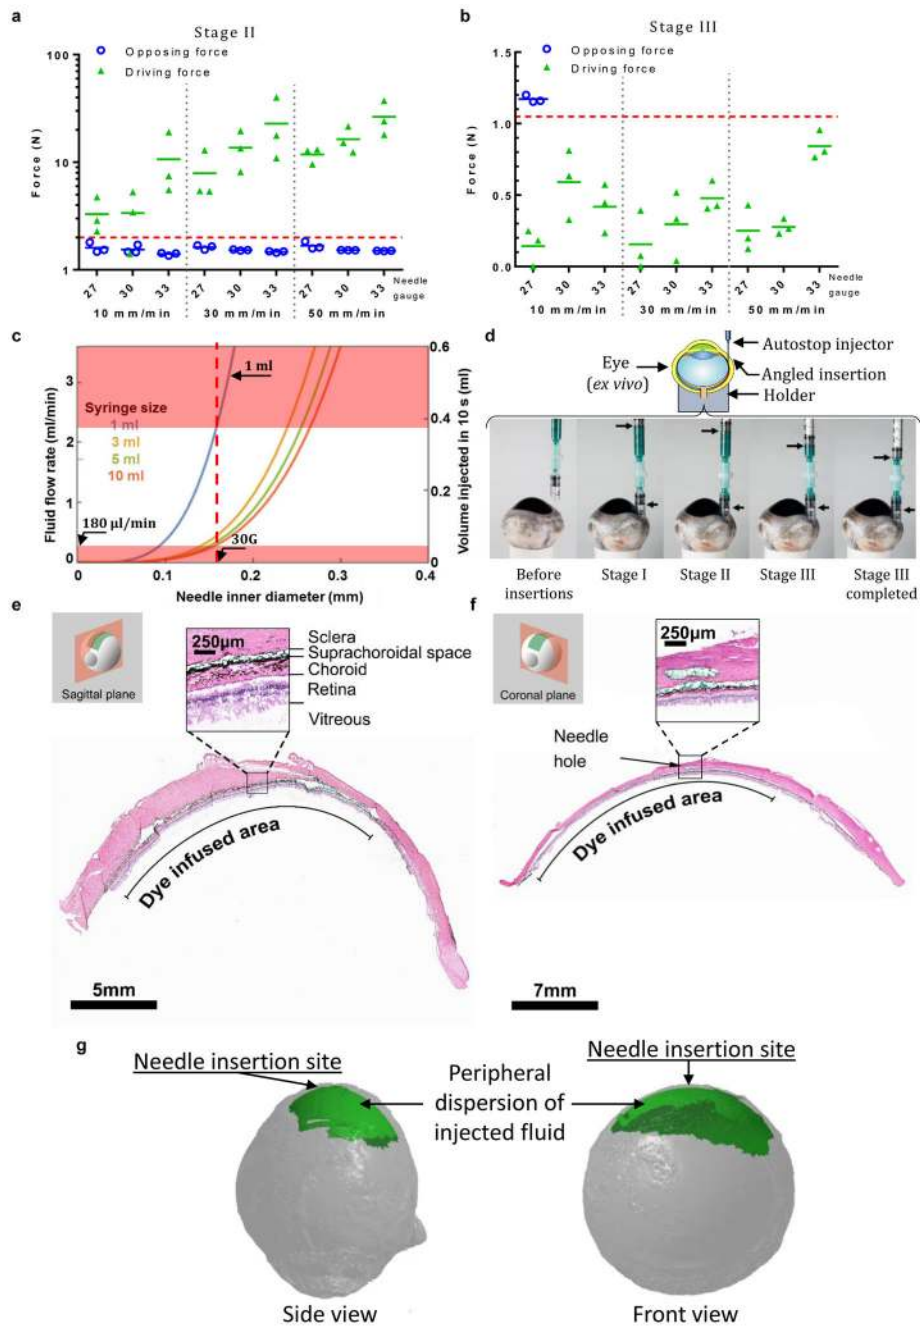 a
Stage II
Opposing force
Driving force
Force (N)
100
10
1
27
30
33
27
30
33
27
30
33
Needle
gauge
10 mm/min
30 mm/min
50 mm/min
b
Stage III
Opposing force
Driving force
Force (N)
1.5
1.0
0.5
0.0
27
30
33
27
30
33
27
30
33
Needle
gauge
10 mm/min
30 mm/min
50 mm/min
c
Fluid flow rate (ml/min)
3
2
1
0
Syringe size
1 ml
3 ml
5 ml
10 ml
1 ml
180 µl/min
30G
0.6
0.4
0.2
0
Volume injected in 10 s (ml)
0
0.1
0.2
0.3
0.4
Needle inner diameter (mm)
d
Eye
(ex vivo)
Autostop injector
Angled insertion
Holder
Before
insertions
Stage I
Stage II
Stage III
Stage III
completed
e
Sagittal plane
250µm
Sclera
Suprachoroidal space
Choroid
Retina
Vitreous
Dye infused area
5mm
f
Coronal plane
250µm
Needle
hole
Dye infused area
7mm
g
Needle insertion site
Needle insertion site
Peripheral
dispersion of
injected fluid
Side view
Front view